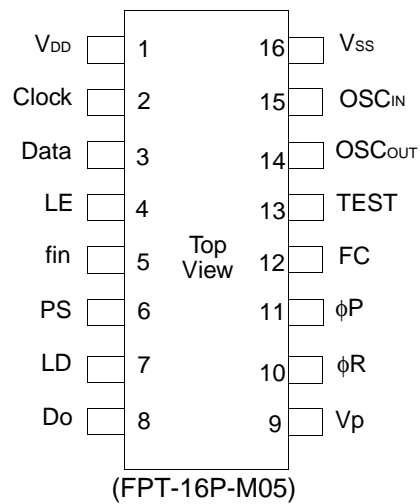 VDD 1 16 VSS
Clock 2 15 OSCIN
Data 3 14 OSCOUT
LE 4 13 TEST
fin 5 Top View 12 FC
PS 6 11 ϕP
LD 7 10 ϕR
Do 8 9 Vp
(FPT-16P-M05)